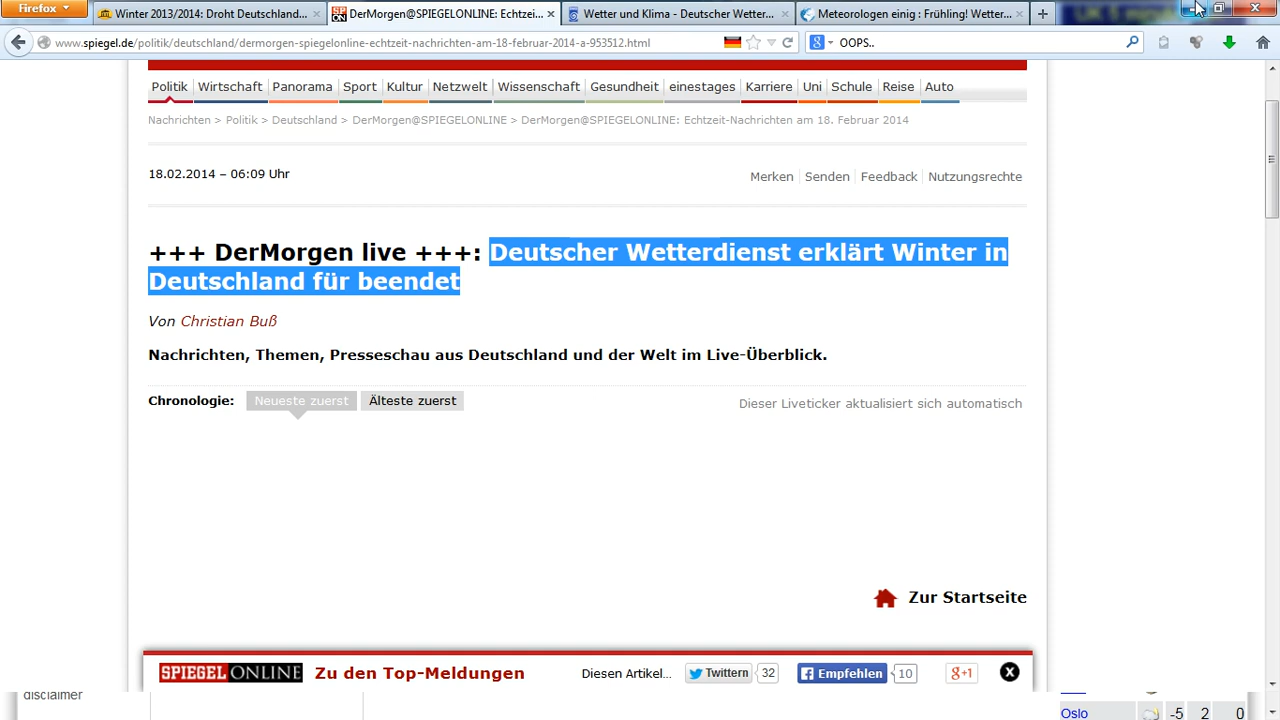 Firefox
Winter 2013/2014: Droht Deutschland...
DerMorgen@SPIEGELONLINE: Echtzei...
Wetter und Klima - Deutscher Wetter...
Meteorologen einig : Frühling! Wetter...
www.spiegel.de/politik/deutschland/dermorgen-spiegelonline-echtzeit-nachrichten-am-18-februar-2014-a-953512.html
OOPS..
Politik Wirtschaft Panorama Sport Kultur Netzwelt Wissenschaft Gesundheit einestages Karriere Uni Schule Reise Auto
Nachrichten > Politik > Deutschland > DerMorgen@SPIEGELONLINE > DerMorgen@SPIEGELONLINE: Echtzeit-Nachrichten am 18. Februar 2014
18.02.2014 – 06:09 Uhr
Merken Senden Feedback Nutzungsrechte
+++ DerMorgen live +++: Deutscher Wetterdienst erklärt Winter in
Deutschland für beendet
Von Christian Buß
Nachrichten, Themen, Presseschau aus Deutschland und der Welt im Live-Überblick.
Chronologie: Neueste zuerst Älteste zuerst
Dieser Liveticker aktualisiert sich automatisch
Zur Startseite
SPIEGEL ONLINE Zu den Top-Meldungen Diesen Artikel... Twittern 32 Empfehlen 10 g+1
disclaimer
Oslo -5 2 0